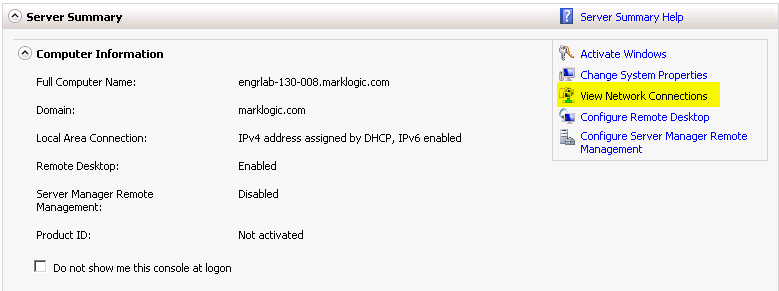 Server Summary
Server Summary Help
Computer Information
Full Computer Name: engrlab-130-008.marklogic.com
Domain: marklogic.com
Local Area Connection: IPv4 address assigned by DHCP, IPv6 enabled
Remote Desktop: Enabled
Server Manager Remote Disabled
Management:
Product ID: Not activated
Do not show me this console at logon
Activate Windows
Change System Properties
View Network Connections
Configure Remote Desktop
Configure Server Manager Remote
Management